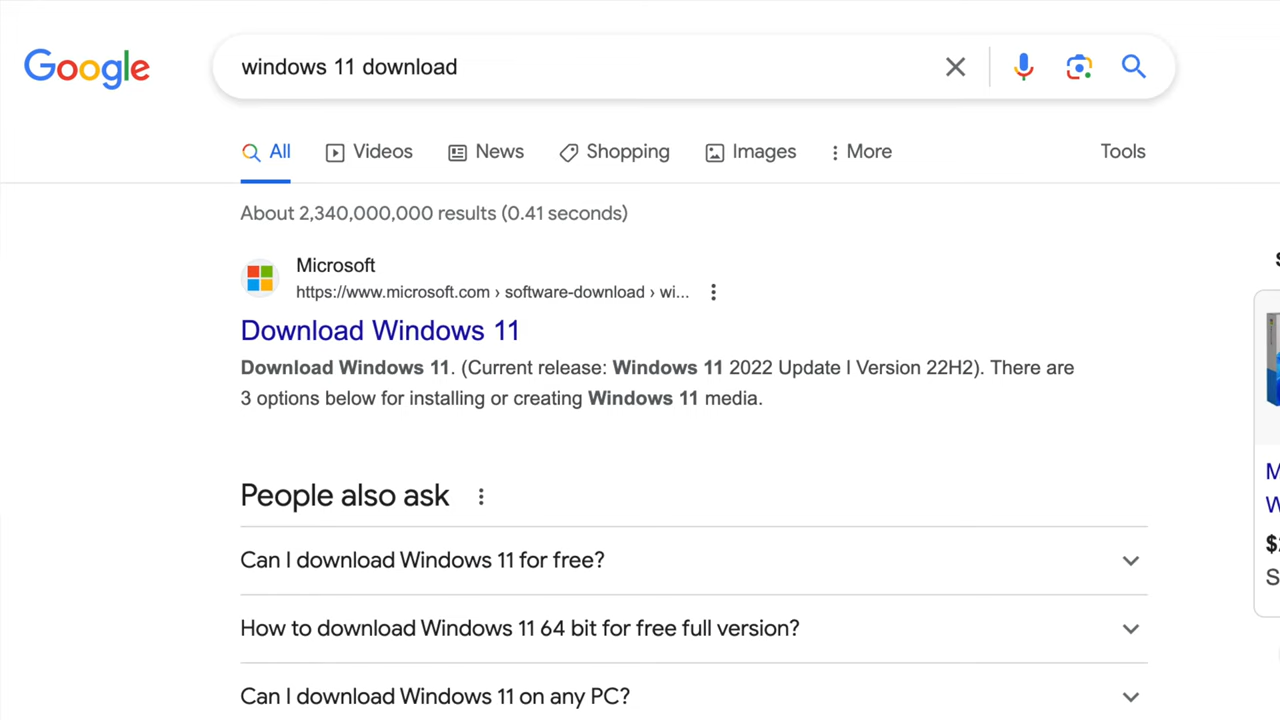 Google
windows 11 download
All Videos News Shopping Images More Tools
About 2,340,000,000 results (0.41 seconds)
Microsoft
https://www.microsoft.com › software-download › wi...
Download Windows 11
Download Windows 11. (Current release: Windows 11 2022 Update l Version 22H2). There are
3 options below for installing or creating Windows 11 media.
People also ask
Can I download Windows 11 for free?
How to download Windows 11 64 bit for free full version?
Can I download Windows 11 on any PC?